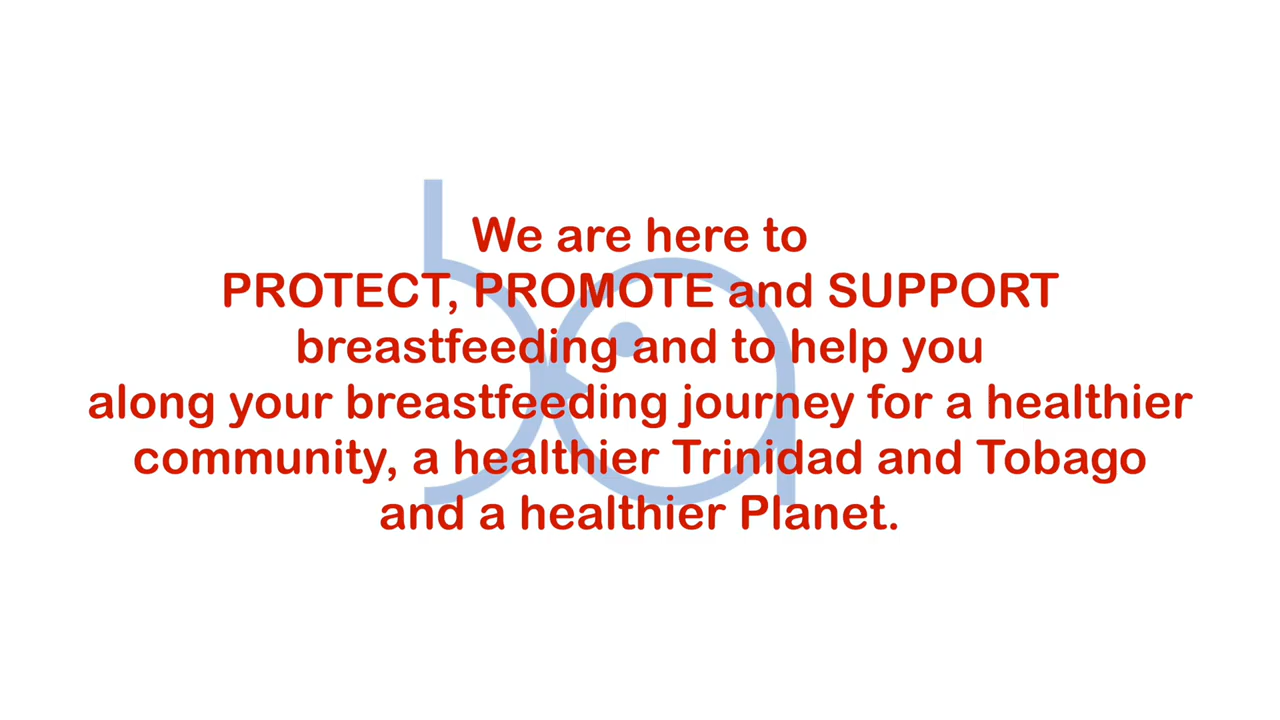 We are here to
PROTECT, PROMOTE and SUPPORT
breastfeeding and to help you
along your breastfeeding journey for a healthier
community, a healthier Trinidad and Tobago
and a healthier Planet.